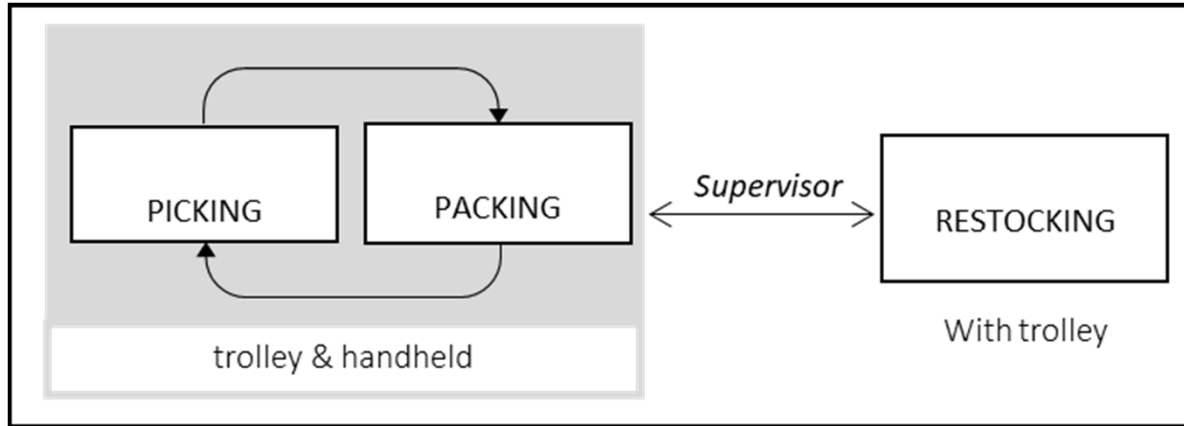 PICKING
PACKING
trolley & handheld
Supervisor
RESTOCKING
With trolley